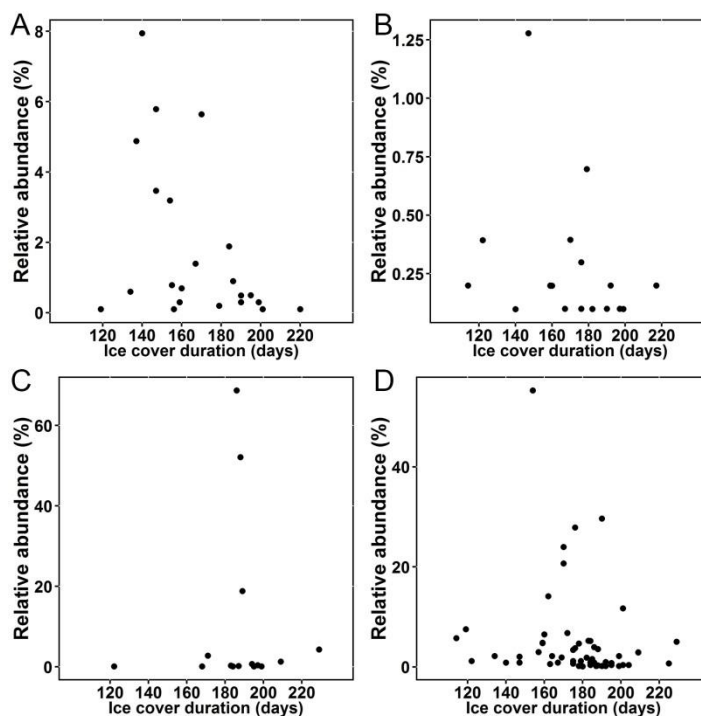 A
B
Relative abundance (%)
8
6
4
2
0
120 140 160 180 200 220
Ice cover duration (days)
Relative abundance (%)
1.25
1.00
0.75
0.50
0.25
120 140 160 180 200 220
Ice cover duration (days)
C
D
Relative abundance (%)
60
40
20
0
120 140 160 180 200 220
Ice cover duration (days)
Relative abundance (%)
40
20
0
120 140 160 180 200 220
Ice cover duration (days)